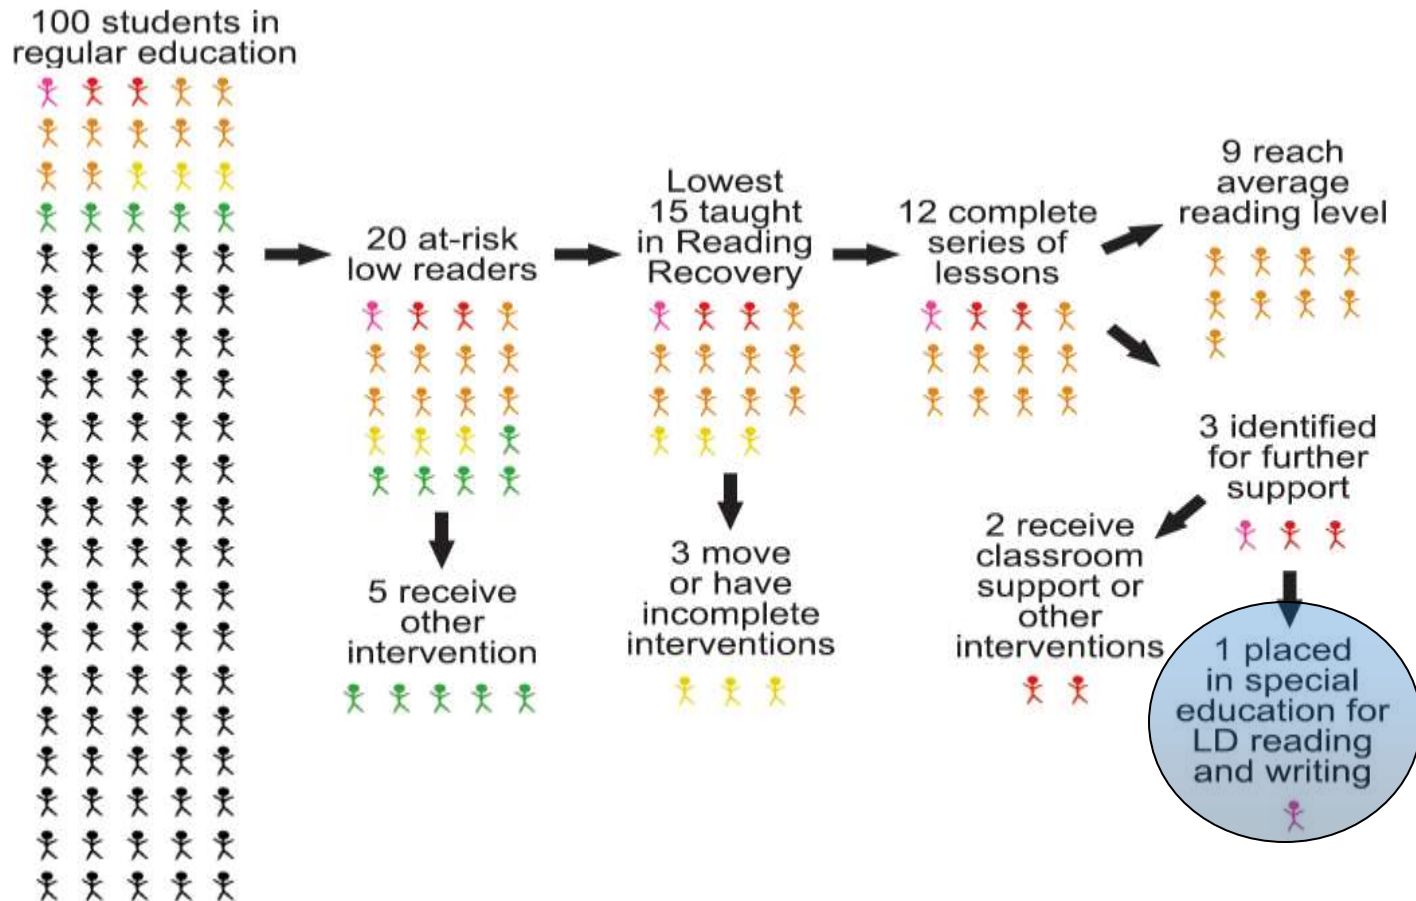 100 students in
regular education
20 at-risk
low readers
5 receive
other
intervention
Lowest
15 taught
in Reading
Recovery
3 move
or have
incomplete
interventions
12 complete
series of
lessons
9 reach
average
reading level
3 identified
for further
support
2 receive
classroom
support or
other
interventions
1 placed
in special
education for
LD reading
and writing